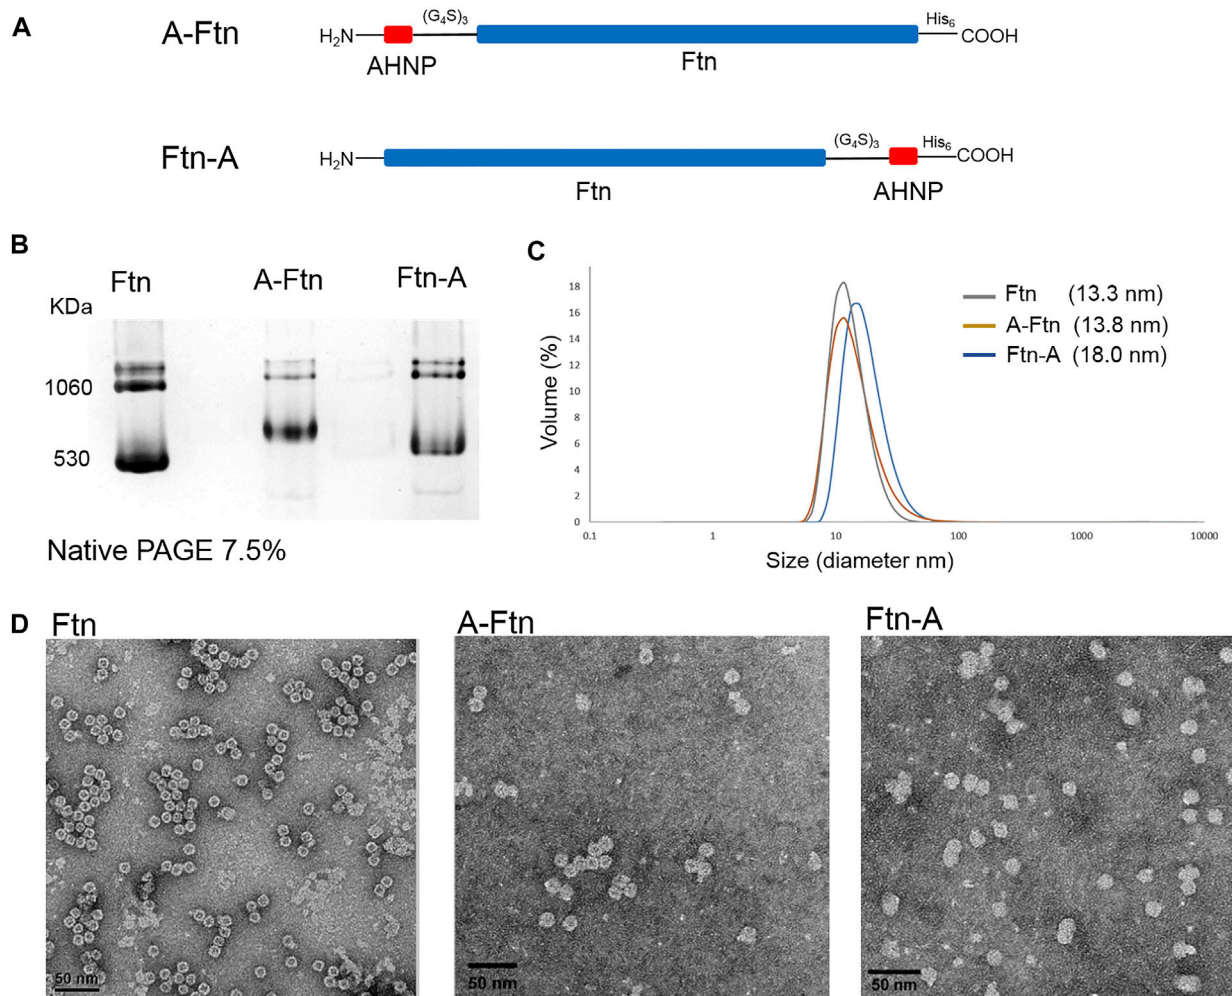 A
A-Ftn
H₂N
(G₄S)₃
His₆
COOH
AHNP
Ftn
Ftn-A
H₂N
(G₄S)₃
His₆
COOH
Ftn
AHNP
B
Ftn
A-Ftn
Ftn-A
KDa
1060
530
Native PAGE 7.5%
C
Volume (%)
18
16
14
12
10
8
6
4
2
0
0.1
1
10
100
1000
10000
Size (diameter nm)
Ftn (13.3 nm)
A-Ftn (13.8 nm)
Ftn-A (18.0 nm)
D
Ftn
A-Ftn
Ftn-A
50 nm
50 nm
50 nm